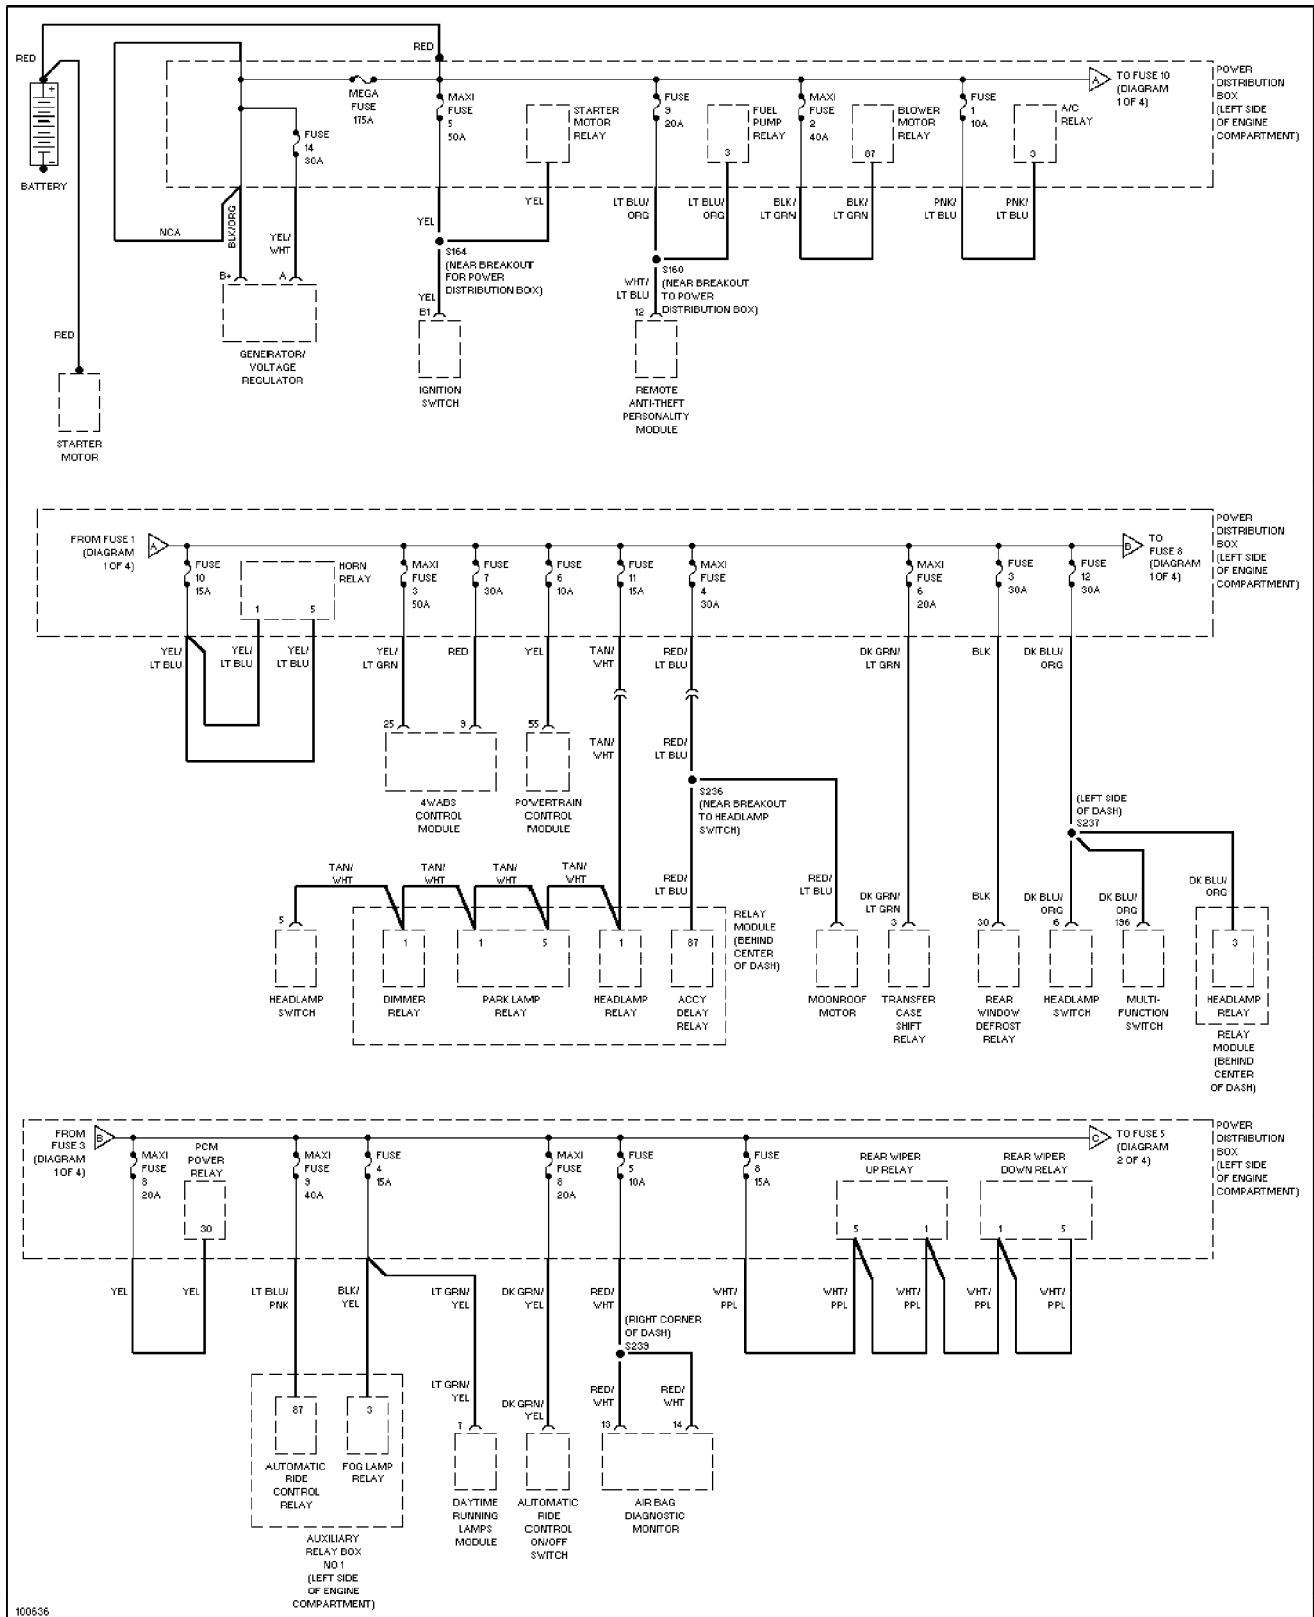 RED
RED
MEGA
FUSE
175A
MAXI
FUSE
5
50A
STARTER
MOTOR
RELAY
FUSE
9
20A
FUEL
PUMP
RELAY
3
MAXI
FUSE
2
40A
BLOWER
MOTOR
RELAY
87
FUSE
1
10A
A/C
RELAY
3
A
TO FUSE 10
(DIAGRAM
1 OF 4)
POWER
DISTRIBUTION
BOX
(LEFT SIDE
OF ENGINE
COMPARTMENT)
FUSE
14
30A
+
-
BATTERY
NCA
BLK/ORG
YEL/
WHT
YEL
YEL
LT BLU/
ORG
LT BLU/
ORG
BLK/
LT GRN
BLK/
LT GRN
PNK/
LT BLU
PNK/
LT BLU
S164
(NEAR BREAKOUT
FOR POWER
DISTRIBUTION BOX)
S160
(NEAR BREAKOUT
TO POWER
DISTRIBUTION BOX)
B+
A
YEL
B1
WHT/
LT BLU
12
RED
GENERATOR/
VOLTAGE
REGULATOR
IGNITION
SWITCH
REMOTE
ANTI-THEFT
PERSONALITY
MODULE
STARTER
MOTOR
FROM FUSE 1
(DIAGRAM
1 OF 4)
A
FUSE
10
15A
HORN
RELAY
1
5
MAXI
FUSE
3
50A
FUSE
7
30A
FUSE
6
10A
FUSE
11
15A
MAXI
FUSE
4
30A
MAXI
FUSE
6
20A
FUSE
3
30A
FUSE
12
30A
B
TO
FUSE 8
(DIAGRAM
1 OF 4)
POWER
DISTRIBUTION
BOX
(LEFT SIDE
OF ENGINE
COMPARTMENT)
YEL/
LT BLU
YEL/
LT BLU
YEL/
LT BLU
YEL/
LT GRN
RED
YEL
TAN/
WHT
RED/
LT BLU
DK GRN/
LT GRN
BLK
DK BLU/
ORG
25
9
55
TAN/
WHT
RED/
LT BLU
4WABS
CONTROL
MODULE
POWERTRAIN
CONTROL
MODULE
S236
(NEAR BREAKOUT
TO HEADLAMP
SWITCH)
(LEFT SIDE
OF DASH)
S237
TAN/
WHT
TAN/
WHT
TAN/
WHT
TAN/
WHT
RED/
LT BLU
RED/
LT BLU
DK GRN/
LT GRN
BLK
DK BLU/
ORG
DK BLU/
ORG
DK BLU/
ORG
5
1
1
5
1
87
3
30
6
196
3
RELAY
MODULE
(BEHIND
CENTER
OF DASH)
HEADLAMP
SWITCH
DIMMER
RELAY
PARK LAMP
RELAY
HEADLAMP
RELAY
ACCY
DELAY
RELAY
MOONROOF
MOTOR
TRANSFER
CASE
SHIFT
RELAY
REAR
WINDOW
DEFROST
RELAY
HEADLAMP
SWITCH
MULTI-
FUNCTION
SWITCH
HEADLAMP
RELAY
RELAY
MODULE
(BEHIND
CENTER
OF DASH)
FROM
FUSE 3
(DIAGRAM
1 OF 4)
B
MAXI
FUSE
8
20A
PCM
POWER
RELAY
30
MAXI
FUSE
9
40A
FUSE
4
15A
MAXI
FUSE
8
20A
FUSE
5
10A
FUSE
8
15A
REAR WIPER
UP RELAY
5
1
REAR WIPER
DOWN RELAY
1
5
C
TO FUSE 5
(DIAGRAM
2 OF 4)
POWER
DISTRIBUTION
BOX
(LEFT SIDE
OF ENGINE
COMPARTMENT)
YEL
YEL
LT BLU/
PNK
BLK/
YEL
LT GRN/
YEL
DK GRN/
YEL
RED/
WHT
WHT/
PPL
WHT/
PPL
WHT/
PPL
WHT/
PPL
WHT/
PPL
(RIGHT CORNER
OF DASH)
S239
LT GRN/
YEL
DK GRN/
YEL
RED/
WHT
RED/
WHT
87
3
7
13
14
AUTOMATIC
RIDE
CONTROL
RELAY
FOG LAMP
RELAY
DAYTIME
RUNNING
LAMPS
MODULE
AUTOMATIC
RIDE
CONTROL
ON/OFF
SWITCH
AIR BAG
DIAGNOSTIC
MONITOR
AUXILIARY
RELAY BOX
NO 1
(LEFT SIDE
OF ENGINE
COMPARTMENT)
100636